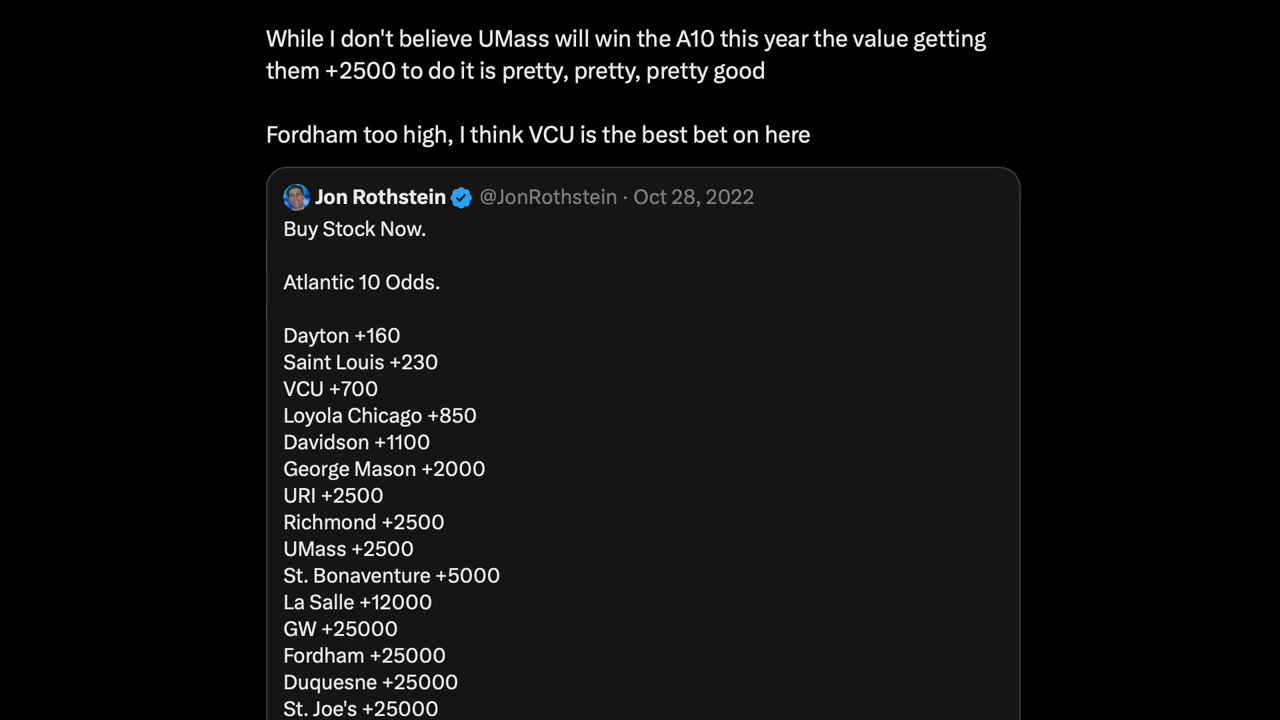 While I don't believe UMass will win the A10 this year the value getting
them +2500 to do it is pretty, pretty, pretty good
Fordham too high, I think VCU is the best bet on here
Jon Rothstein @JonRothstein · Oct 28, 2022
Buy Stock Now.
Atlantic 10 Odds.
Dayton +160
Saint Louis +230
VCU +700
Loyola Chicago +850
Davidson +1100
George Mason +2000
URI +2500
Richmond +2500
UMass +2500
St. Bonaventure +5000
La Salle +12000
GW +25000
Fordham +25000
Duquesne +25000
St. Joe's +25000